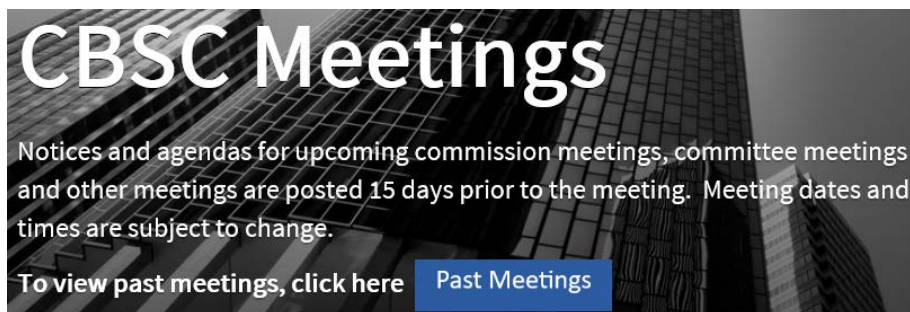 CBSC Meetings
Notices and agendas for upcoming commission meetings, committee meetings
and other meetings are posted 15 days prior to the meeting.  Meeting dates and
times are subject to change.
To view past meetings, click here Past Meetings